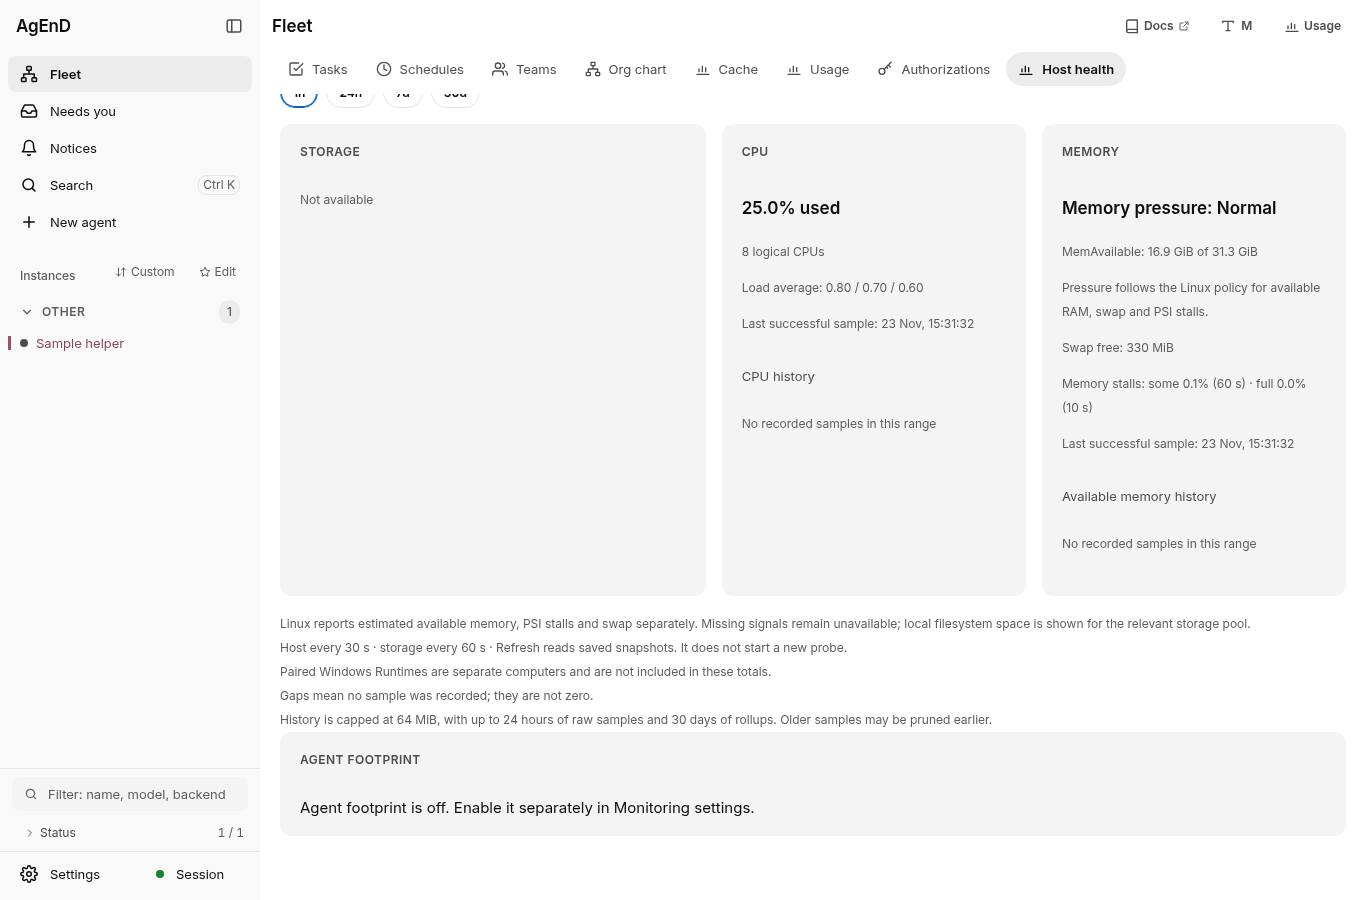 AgEnD
Fleet
Needs you
Notices
Search
Ctrl K
New agent
Instances
Custom
Edit
OTHER
1
Sample helper
Filter: name, model, backend
Status
1 / 1
Settings
Session
Fleet
Docs
M
Usage
Tasks
Schedules
Teams
Org chart
Cache
Usage
Authorizations
Host health
STORAGE
Not available
CPU
25.0% used
8 logical CPUs
Load average: 0.80 / 0.70 / 0.60
Last successful sample: 23 Nov, 15:31:32
CPU history
No recorded samples in this range
MEMORY
Memory pressure: Normal
MemAvailable: 16.9 GiB of 31.3 GiB
Pressure follows the Linux policy for available
RAM, swap and PSI stalls.
Swap free: 330 MiB
Memory stalls: some 0.1% (60 s) · full 0.0%
(10 s)
Last successful sample: 23 Nov, 15:31:32
Available memory history
No recorded samples in this range
Linux reports estimated available memory, PSI stalls and swap separately. Missing signals remain unavailable; local filesystem space is shown for the relevant storage pool.
Host every 30 s · storage every 60 s · Refresh reads saved snapshots. It does not start a new probe.
Paired Windows Runtimes are separate computers and are not included in these totals.
Gaps mean no sample was recorded; they are not zero.
History is capped at 64 MiB, with up to 24 hours of raw samples and 30 days of rollups. Older samples may be pruned earlier.
AGENT FOOTPRINT
Agent footprint is off. Enable it separately in Monitoring settings.